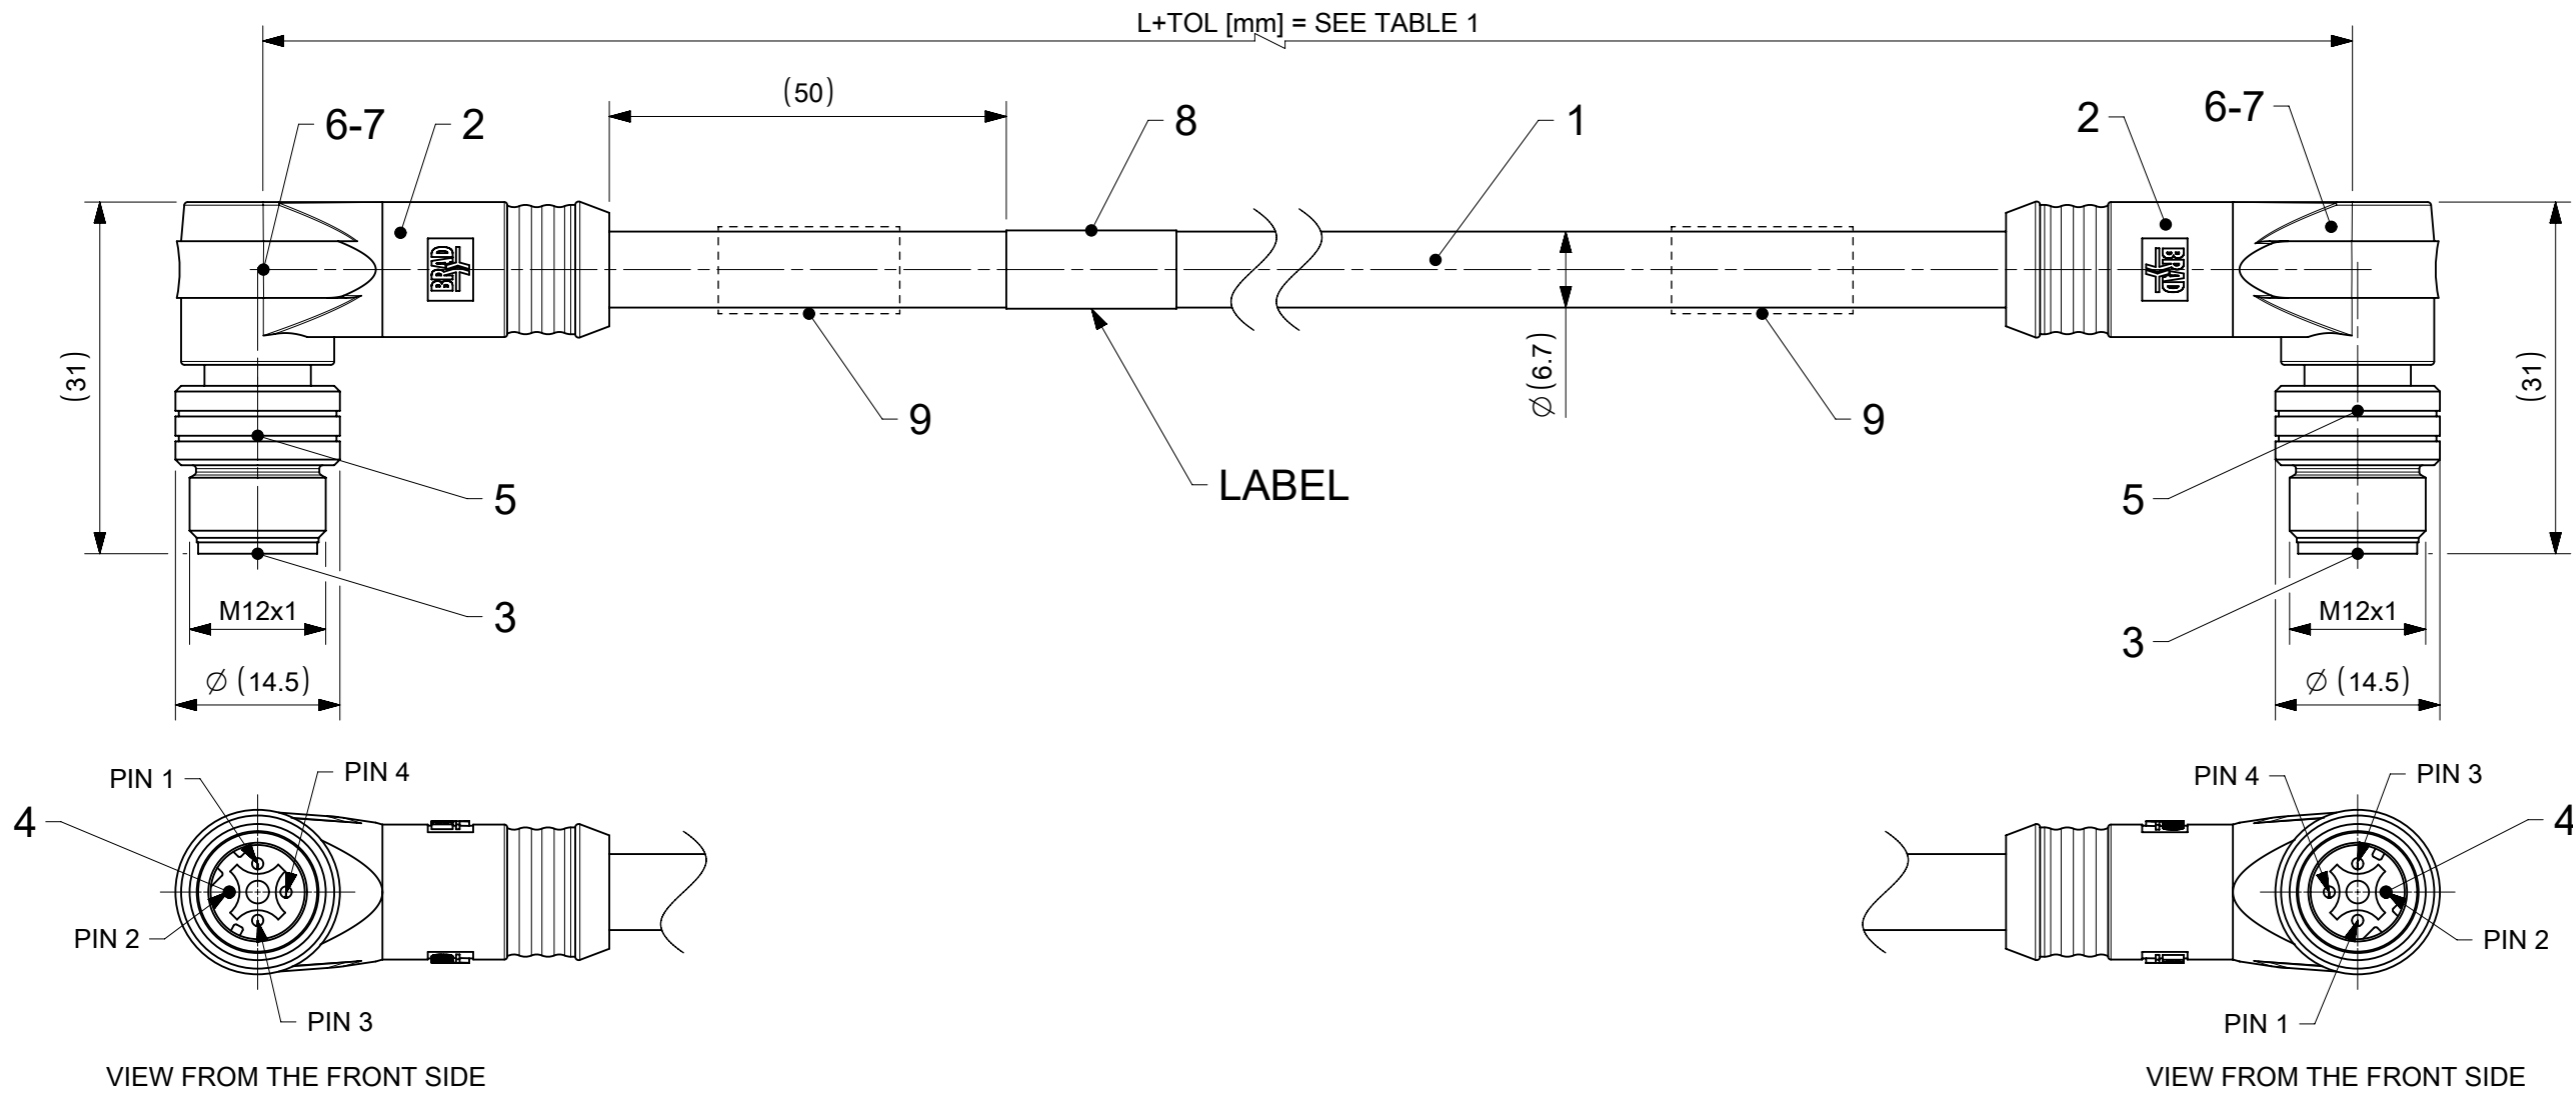 L+TOL [mm] = SEE TABLE 1
(50)
6-7
2
8
1
2
6-7
BRAD
BRAD
(31)
Ø (6.7)
(31)
9
9
5
LABEL
5
3
M12x1
M12x1
3
Ø (14.5)
Ø (14.5)
PIN 1
PIN 4
PIN 4
PIN 3
4
4
PIN 2
PIN 2
PIN 3
PIN 1
VIEW FROM THE FRONT SIDE
VIEW FROM THE FRONT SIDE